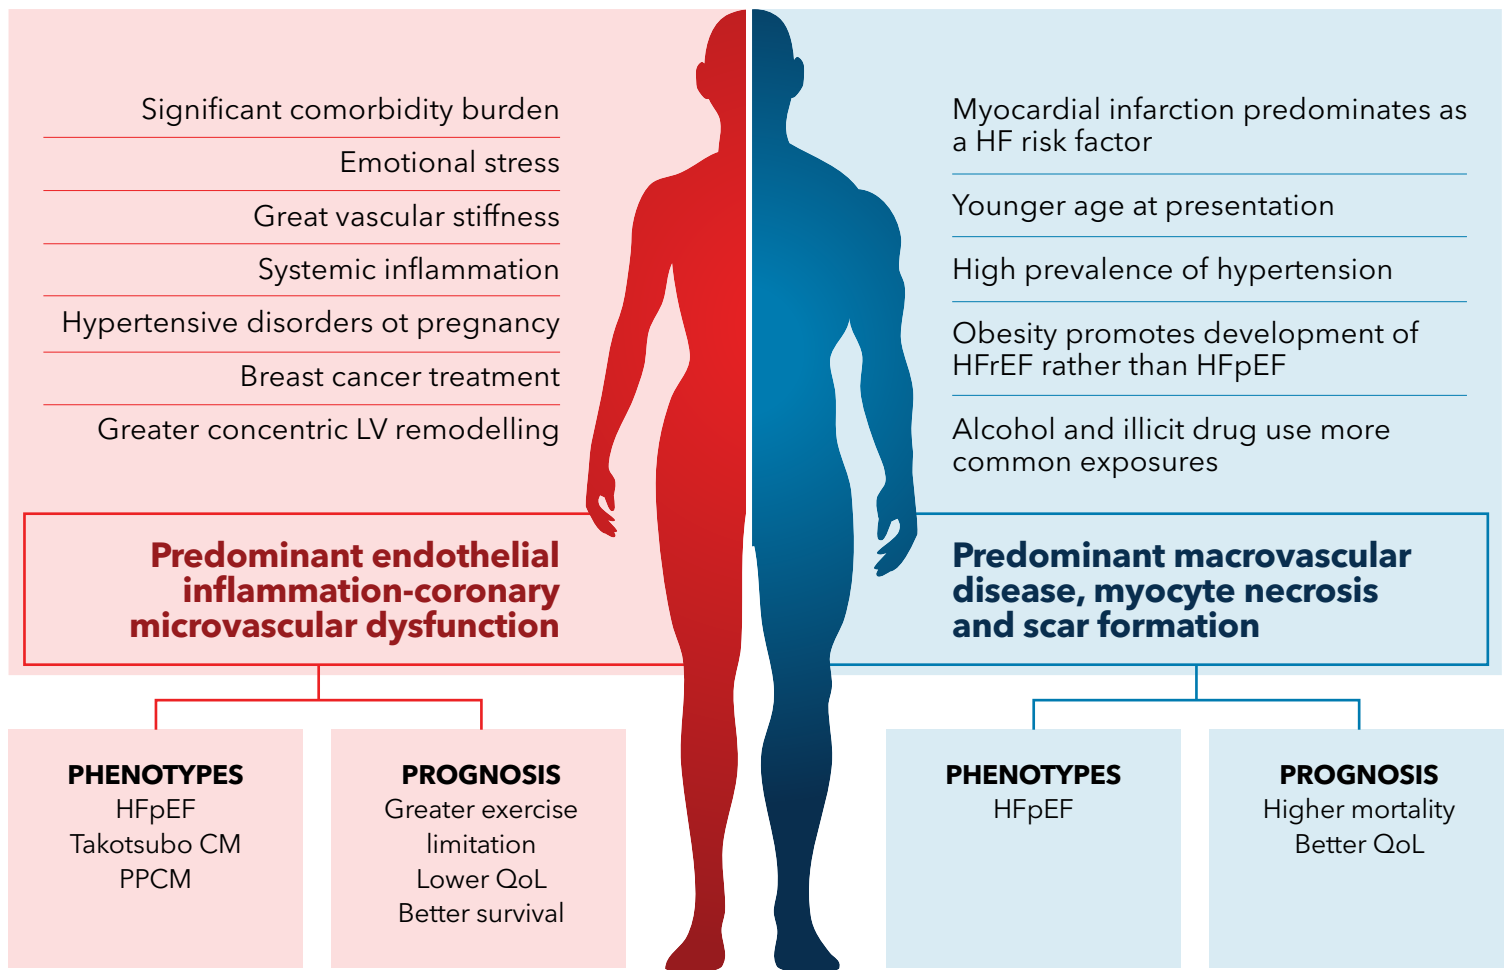 Significant comorbidity burden
Emotional stress
Great vascular stiffness
Systemic inflammation
Hypertensive disorders ot pregnancy
Breast cancer treatment
Greater concentric LV remodelling
Predominant endothelial
inflammation-coronary
microvascular dysfunction
PHENOTYPES
HFpEF
Takotsubo CM
PPCM
PROGNOSIS
Greater exercise
limitation
Lower QoL
Better survival
Myocardial infarction predominates as
a HF risk factor
Younger age at presentation
High prevalence of hypertension
Obesity promotes development of
HFrEF rather than HFpEF
Alcohol and illicit drug use more
common exposures
Predominant macrovascular
disease, myocyte necrosis
and scar formation
PHENOTYPES
HFpEF
PROGNOSIS
Higher mortality
Better QoL